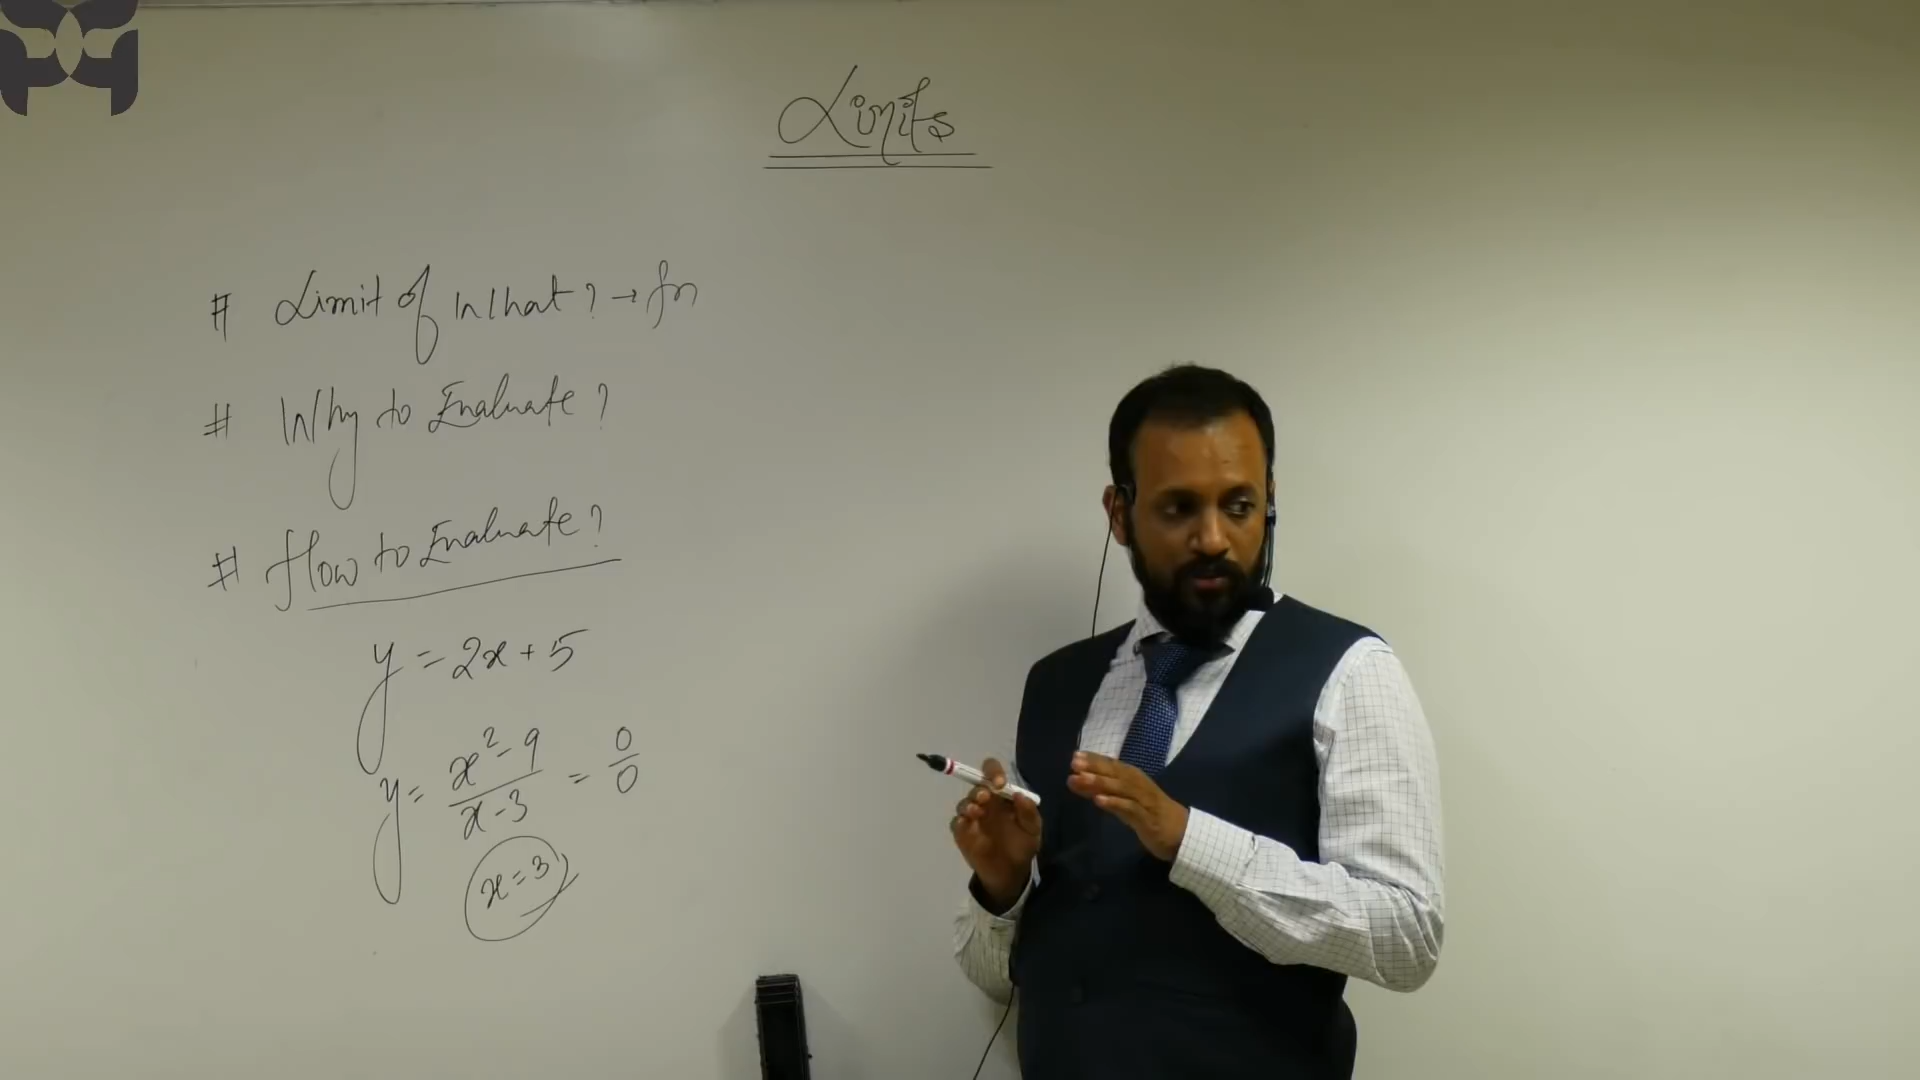 Limits
# Limit of What? → fn
# Why to Evaluate?
# How to Evaluate?
y = 2x + 5
y = x² - 9 / x - 3 = 0 / 0
x = 3